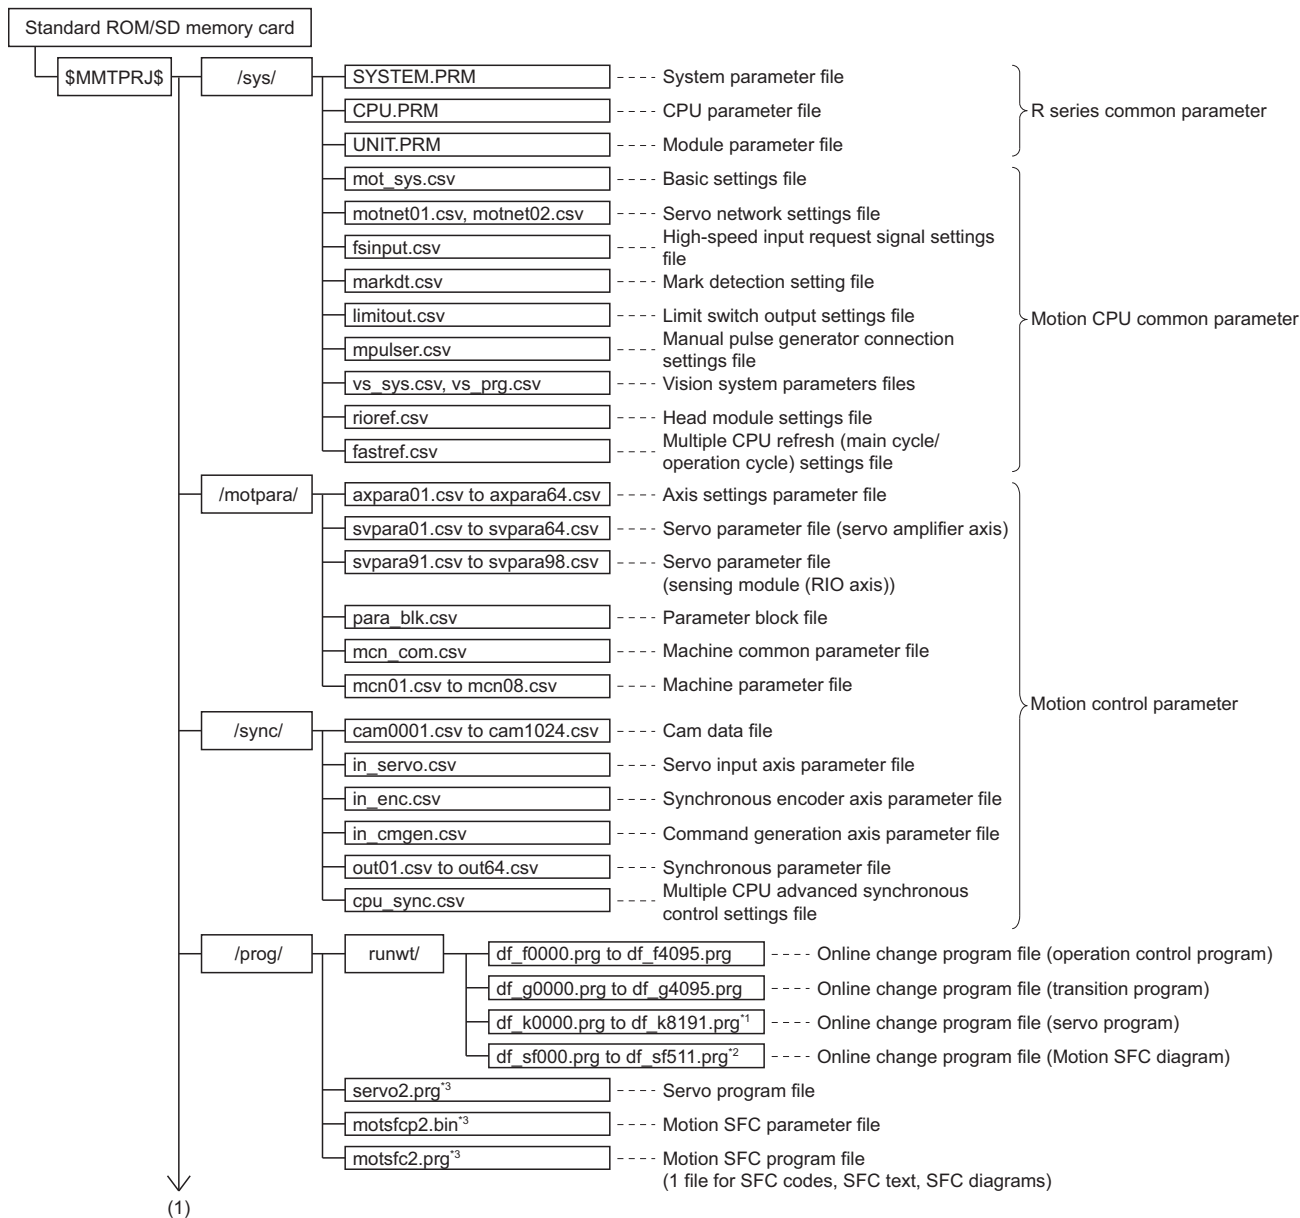 Standard ROM/SD memory card
$MMTPRJ$
/sys/
SYSTEM.PRM
System parameter file
CPU.PRM
CPU parameter file
R series common parameter
UNIT.PRM
Module parameter file
mot_sys.csv
Basic settings file
motnet01.csv, motnet02.csv
Servo network settings file
fsinput.csv
High-speed input request signal settings
file
markdt.csv
Mark detection setting file
limitout.csv
Limit switch output settings file
Motion CPU common parameter
mpulser.csv
Manual pulse generator connection
settings file
vs_sys.csv, vs_prg.csv
Vision system parameters files
rioref.csv
Head module settings file
fastref.csv
Multiple CPU refresh (main cycle/
operation cycle) settings file
/motpara/
axpara01.csv to axpara64.csv
Axis settings parameter file
svpara01.csv to svpara64.csv
Servo parameter file (servo amplifier axis)
svpara91.csv to svpara98.csv
Servo parameter file
(sensing module (RIO axis))
para_blk.csv
Parameter block file
mcn_com.csv
Machine common parameter file
mcn01.csv to mcn08.csv
Machine parameter file
Motion control parameter
/sync/
cam0001.csv to cam1024.csv
Cam data file
in_servo.csv
Servo input axis parameter file
in_enc.csv
Synchronous encoder axis parameter file
in_cmgen.csv
Command generation axis parameter file
out01.csv to out64.csv
Synchronous parameter file
cpu_sync.csv
Multiple CPU advanced synchronous
control settings file
/prog/
runwt/
df_f0000.prg to df_f4095.prg
Online change program file (operation control program)
df_g0000.prg to df_g4095.prg
Online change program file (transition program)
df_k0000.prg to df_k8191.prg*1
Online change program file (servo program)
df_sf000.prg to df_sf511.prg*2
Online change program file (Motion SFC diagram)
servo2.prg*3
Servo program file
motsfcp2.bin*3
Motion SFC parameter file
motsfc2.prg*3
Motion SFC program file
(1 file for SFC codes, SFC text, SFC diagrams)
(1)